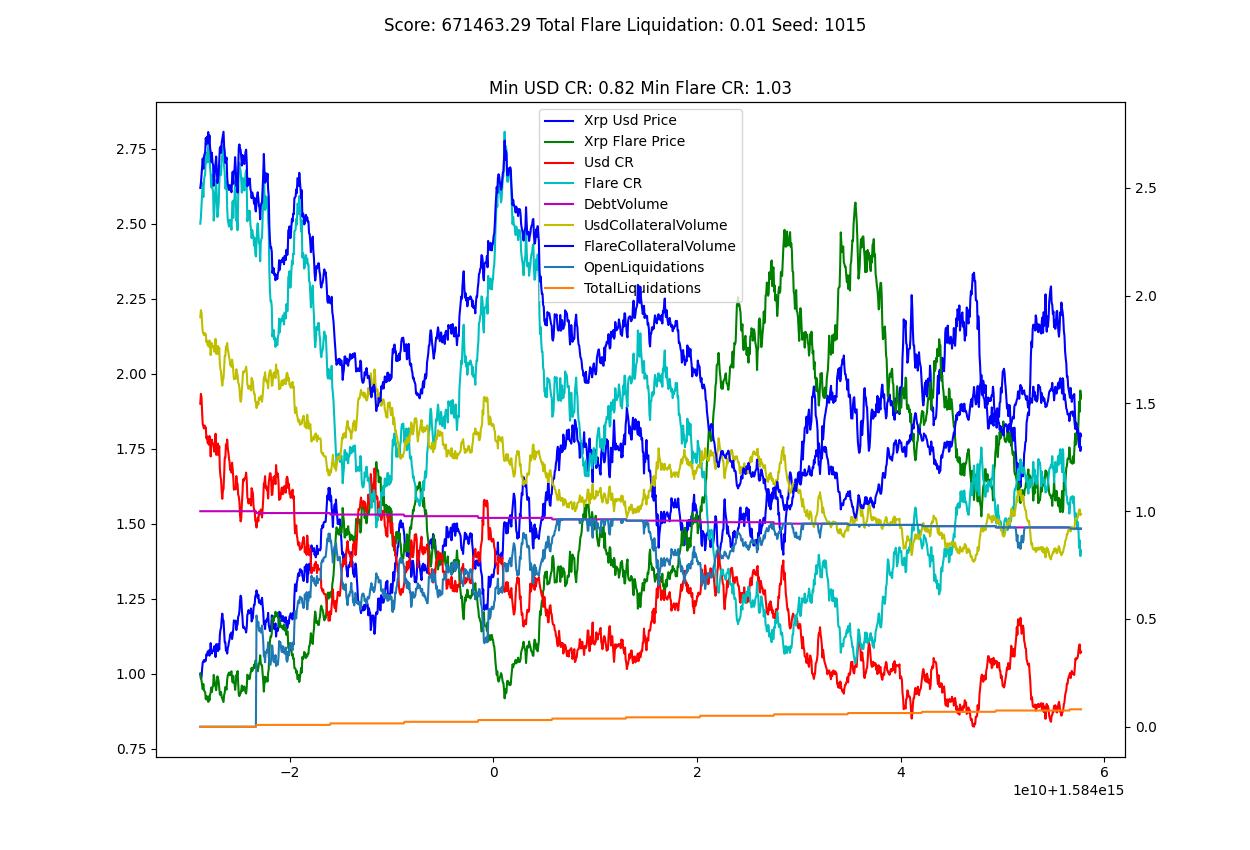 Score: 671463.29 Total Flare Liquidation: 0.01 Seed: 1015
Min USD CR: 0.82 Min Flare CR: 1.03
Xrp Usd Price
Xrp Flare Price
Usd CR
Flare CR
DebtVolume
UsdCollateralVolume
FlareCollateralVolume
OpenLiquidations
TotalLiquidations
2.75
2.50
2.25
2.00
1.75
1.50
1.25
1.00
0.75
2.5
2.0
1.5
1.0
0.5
0.0
−2
0
2
4
6
1e10+1.584e15